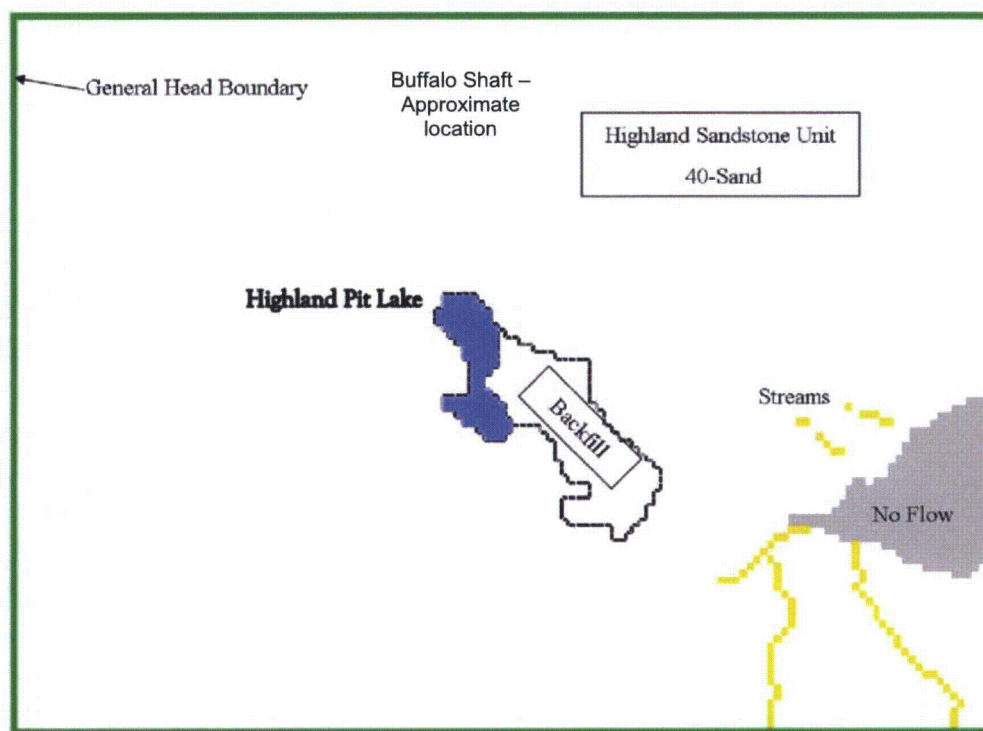 General Head Boundary
Buffalo Shaft –
Approximate
location
Highland Sandstone Unit
40-Sand
Highland Pit Lake
Backfill
Streams
No Flow